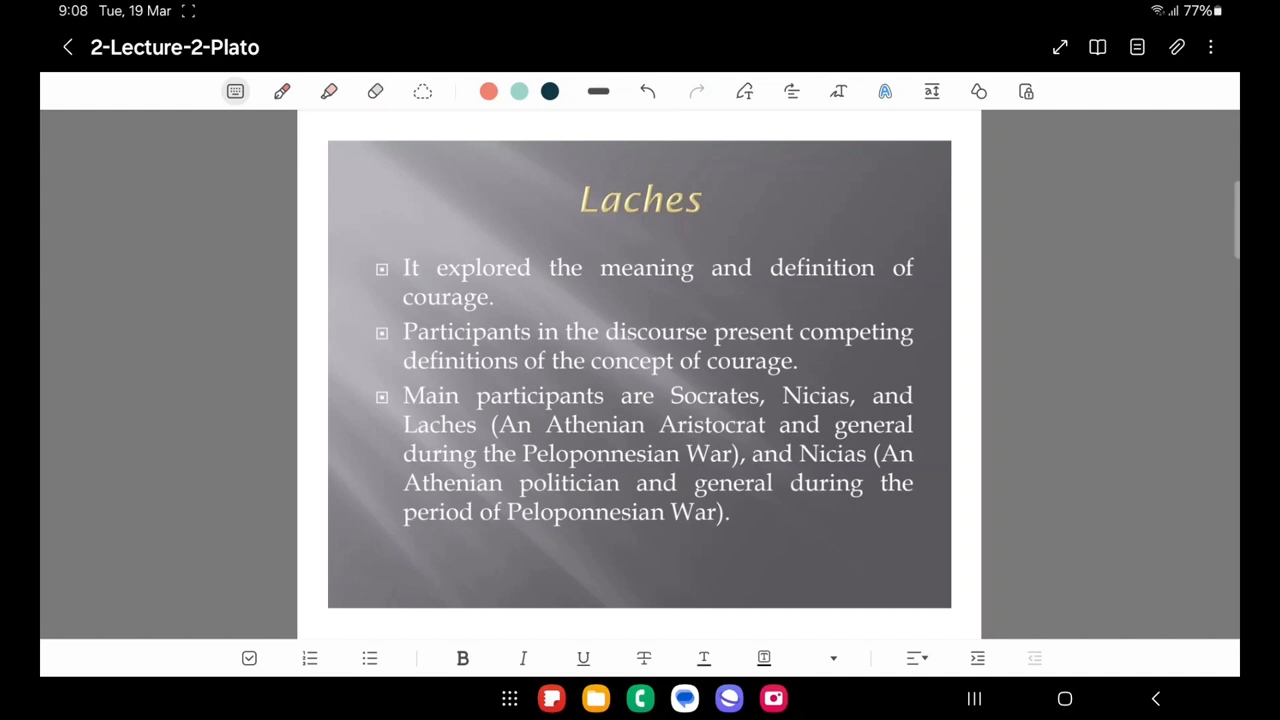 9:08 Tue, 19 Mar
77%
2-Lecture-2-Plato
Laches
It explored the meaning and definition of
courage.
Participants in the discourse present competing
definitions of the concept of courage.
Main participants are Socrates, Nicias, and
Laches (An Athenian Aristocrat and general
during the Peloponnesian War), and Nicias (An
Athenian politician and general during the
period of Peloponnesian War).
B I U T T T